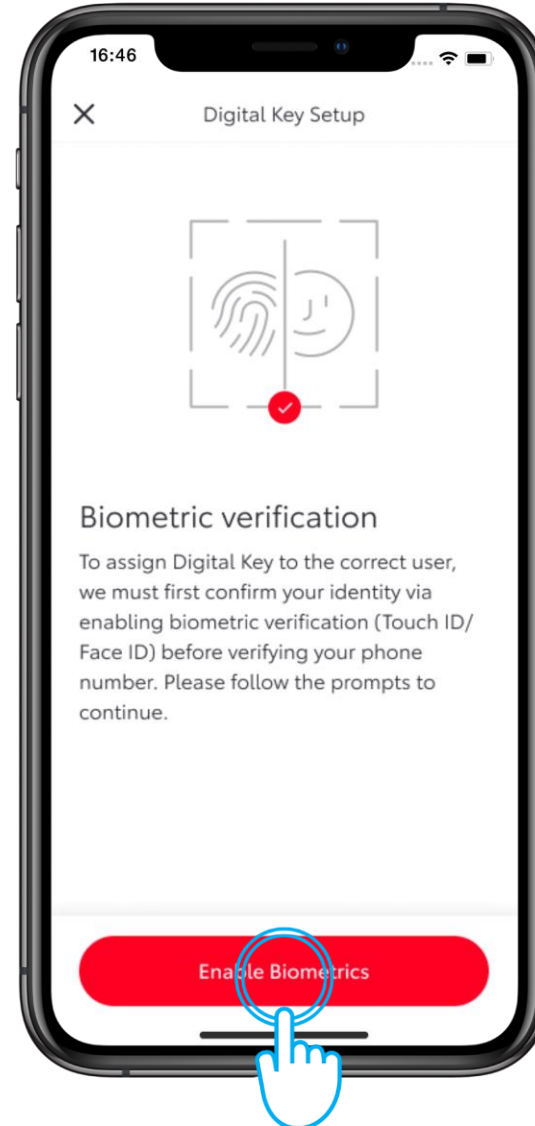 16:46
Digital Key Setup
Biometric verification
To assign Digital Key to the correct user,
we must first confirm your identity via
enabling biometric verification (Touch ID/
Face ID) before verifying your phone
number. Please follow the prompts to
continue.
Enable Biometrics